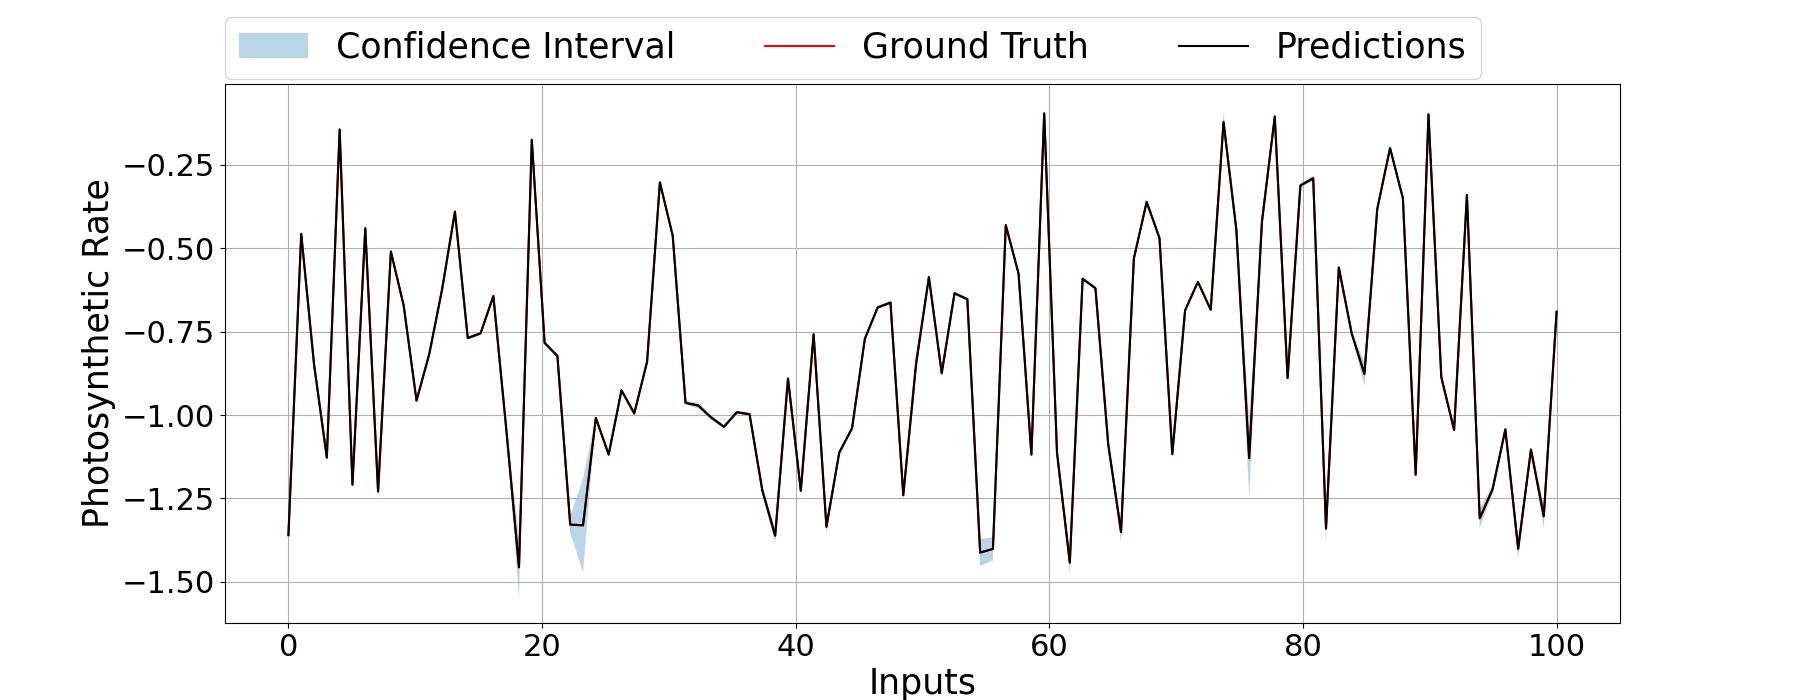 Confidence Interval Ground Truth Predictions
Photosynthetic Rate
−0.25
−0.50
−0.75
−1.00
−1.25
−1.50
0 20 40 60 80 100
Inputs